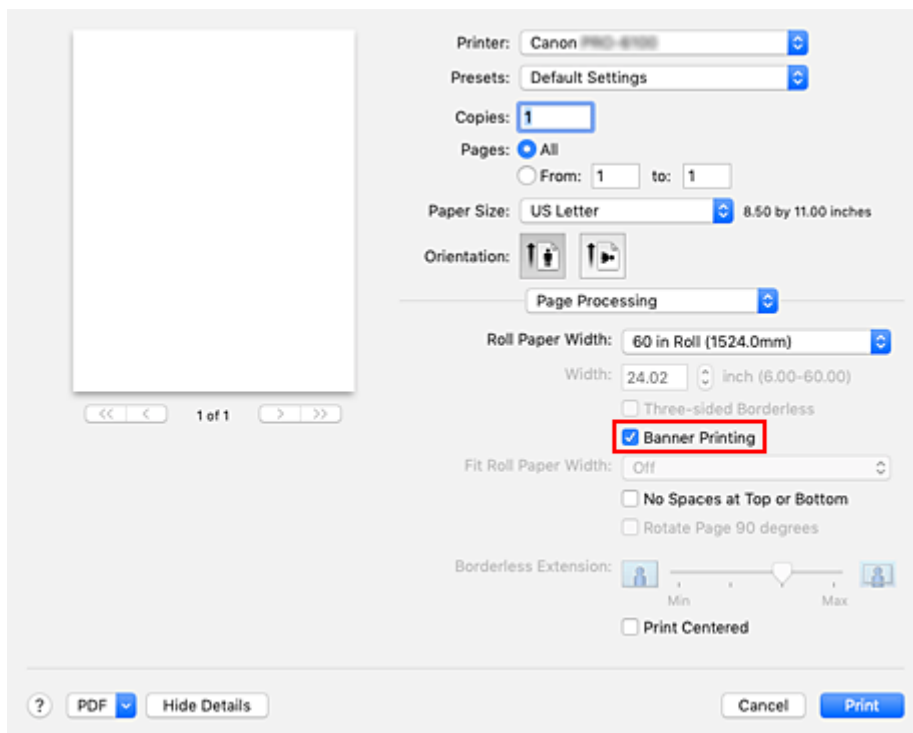 Printer: Canon
Presets: Default Settings
Copies: 1
Pages: All
From: 1 to: 1
Paper Size: US Letter 8.50 by 11.00 inches
Orientation:
Page Processing
Roll Paper Width: 60 in Roll (1524.0mm)
Width: 24.02 inch (6.00-60.00)
Three-sided Borderless
1 of 1
Banner Printing
Fit Roll Paper Width: Off
No Spaces at Top or Bottom
Rotate Page 90 degrees
Borderless Extension:
Min Max
Print Centered
? PDF Hide Details Cancel Print